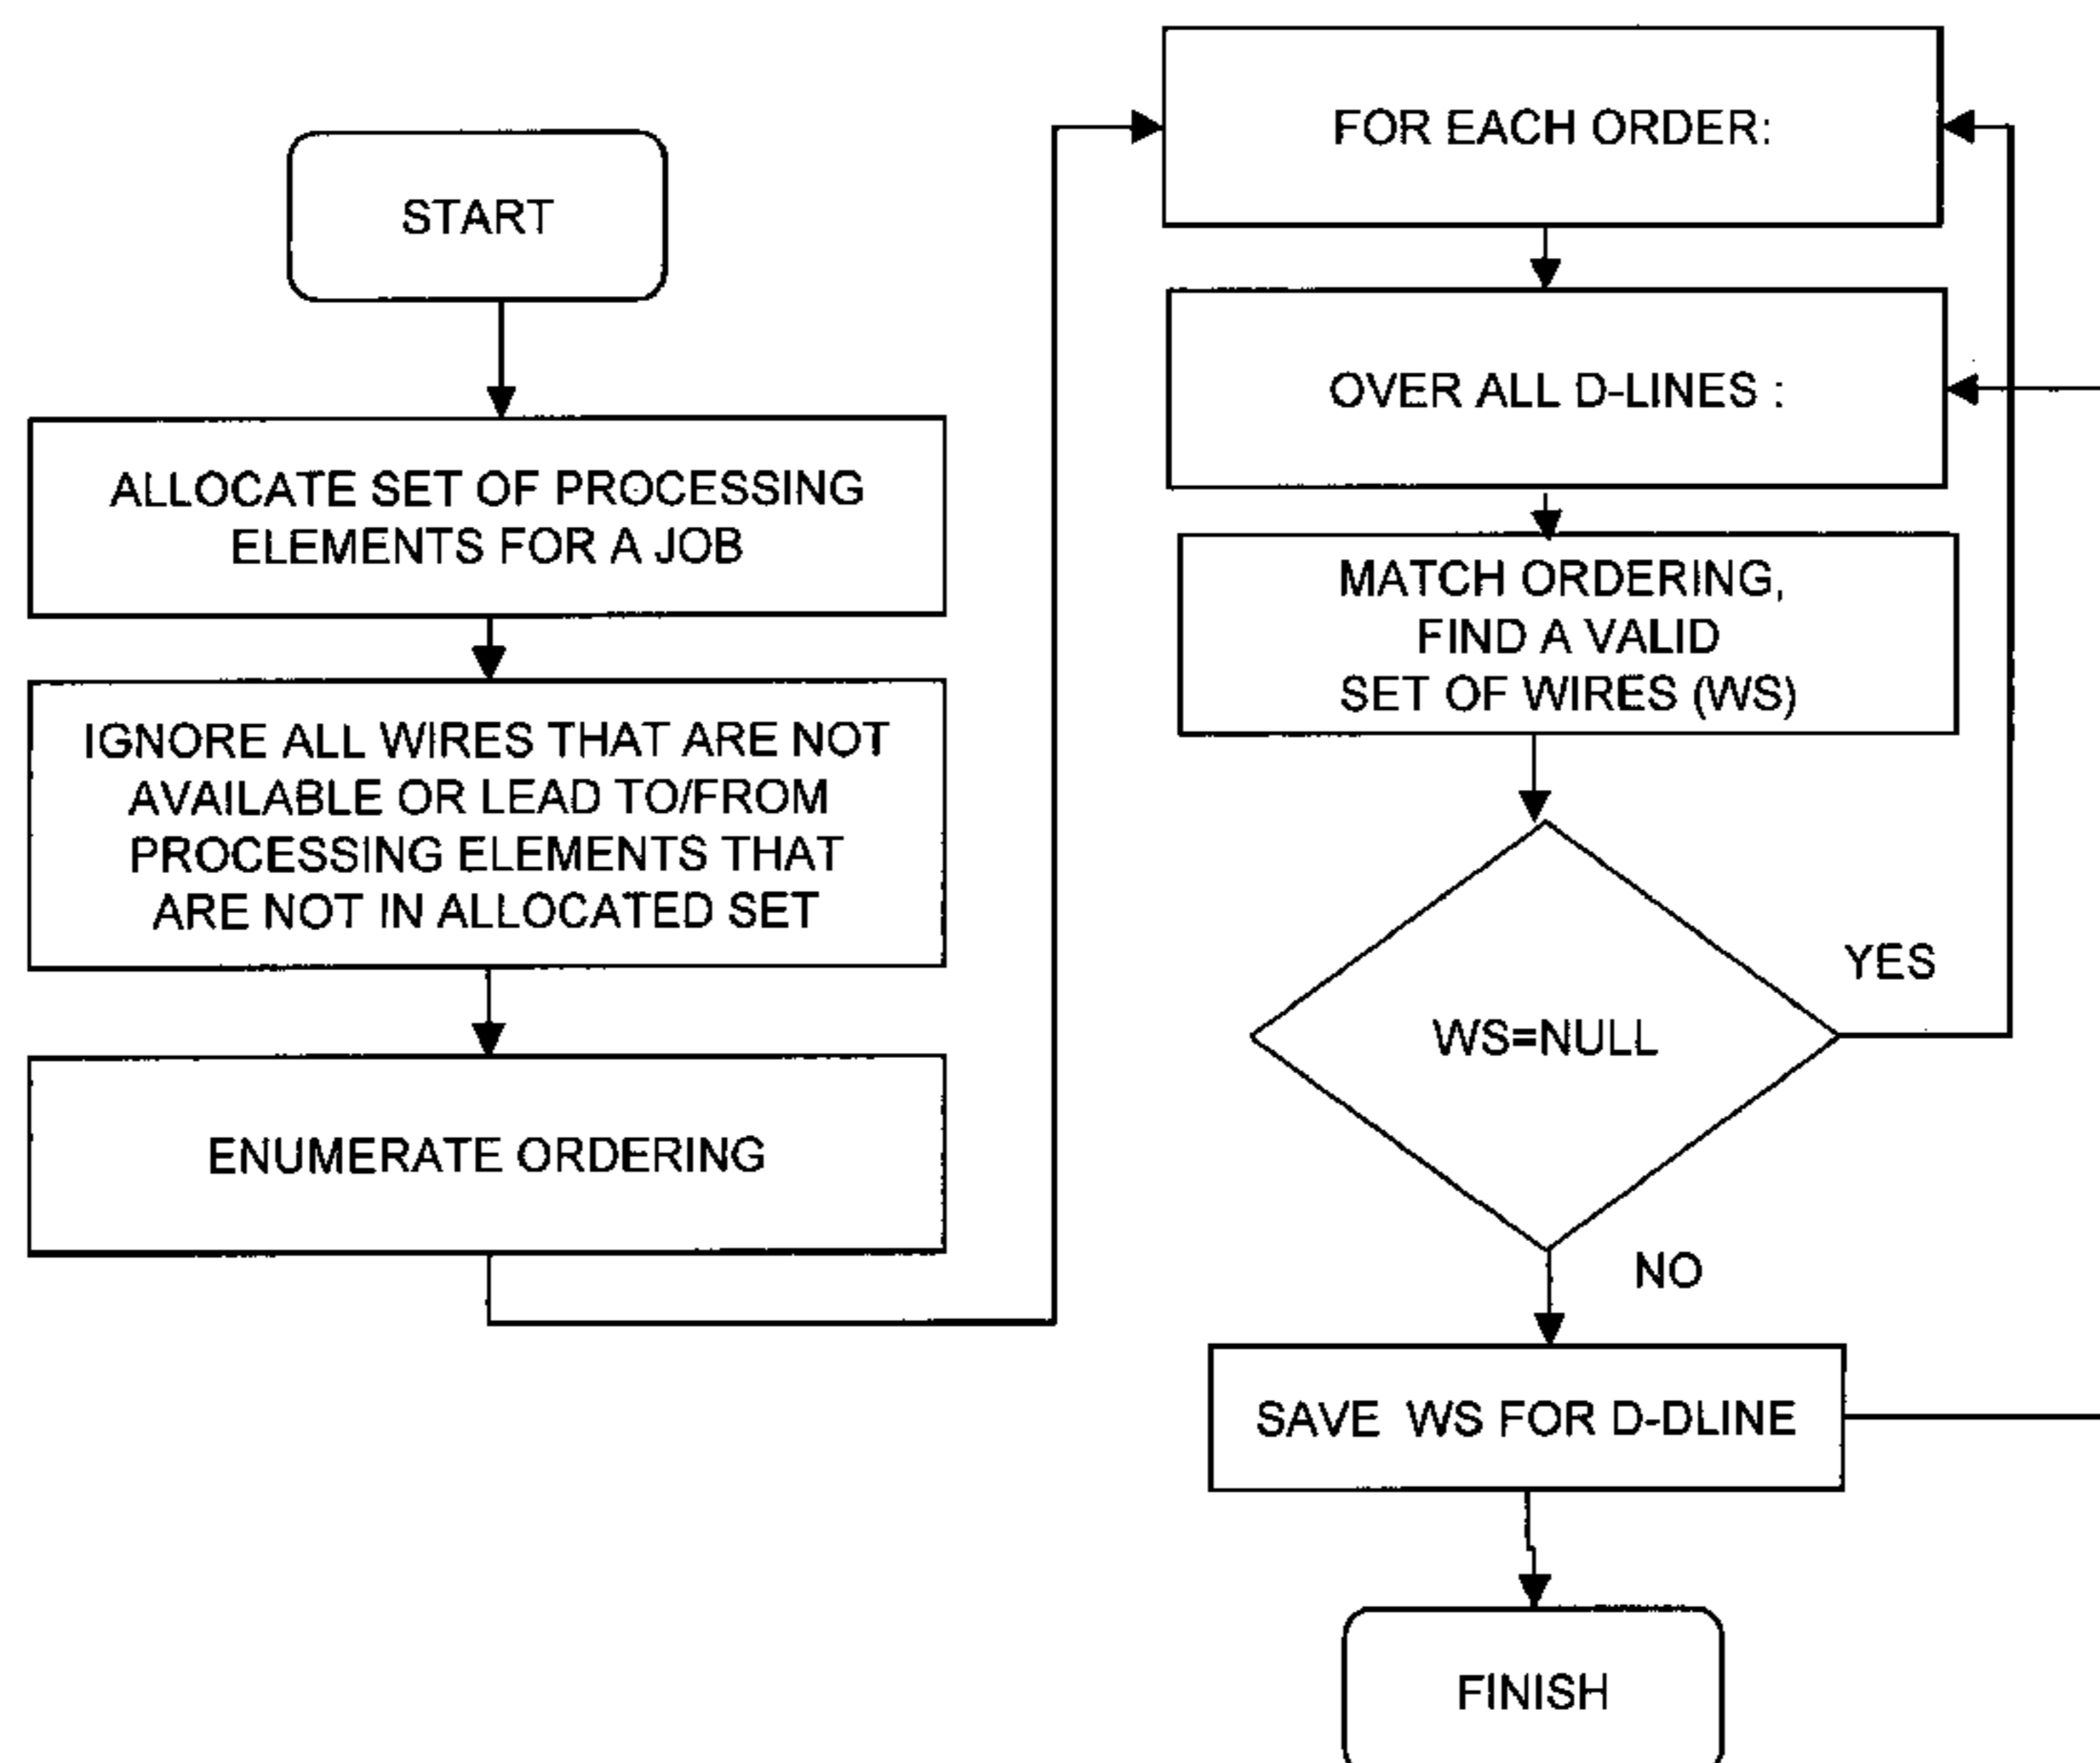 START
ALLOCATE SET OF PROCESSING
ELEMENTS FOR A JOB
IGNORE ALL WIRES THAT ARE NOT
AVAILABLE OR LEAD TO/FROM
PROCESSING ELEMENTS THAT
ARE NOT IN ALLOCATED SET
ENUMERATE ORDERING
FOR EACH ORDER:
OVER ALL D-LINES :
MATCH ORDERING,
FIND A VALID
SET OF WIRES (WS)
WS=NULL
YES
NO
SAVE WS FOR D-DLINE
FINISH